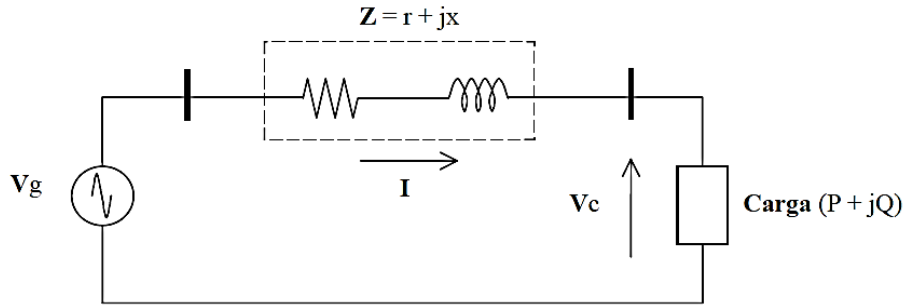 Z = r + jx
I
Vg
Vc
Carga (P + jQ)